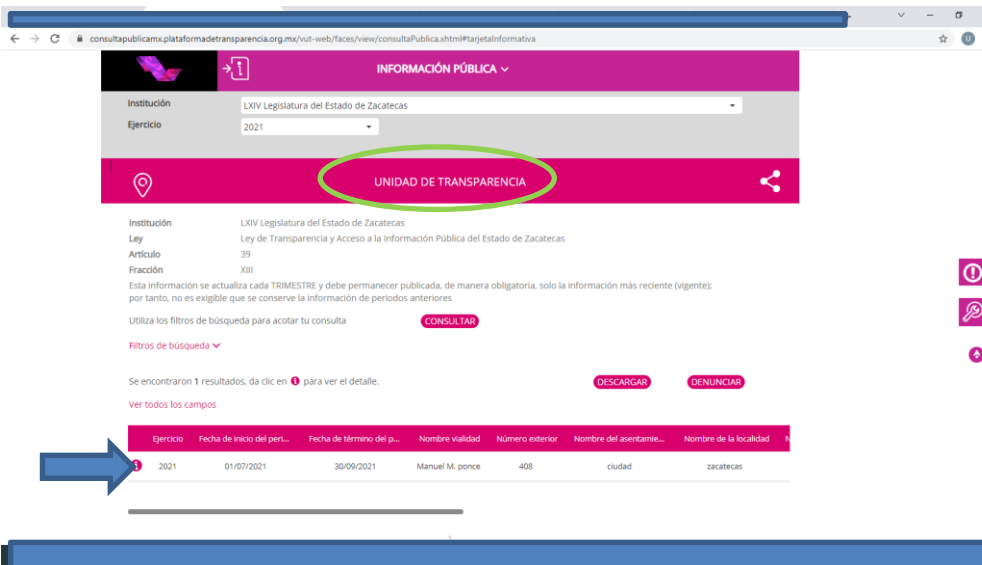 consultapublicamx.plataformadetransparencia.org.mx/vut-web/faces/view/consultaPublica.xhtml#tarjetaInformativa
U
INFORMACIÓN PÚBLICA
Institución LXIV Legislatura del Estado de Zacatecas
Ejercicio 2021
UNIDAD DE TRANSPARENCIA
Institución LXIV Legislatura del Estado de Zacatecas
Ley Ley de Transparencia y Acceso a la Información Pública del Estado de Zacatecas
Artículo 39
Fracción XIII
Esta información se actualiza cada TRIMESTRE y debe permanecer publicada, de manera obligatoria, solo la información más reciente (vigente);
por tanto, no es exigible que se conserve la información de periodos anteriores
Utiliza los filtros de búsqueda para acotar tu consulta CONSULTAR
Filtros de búsqueda
Se encontraron 1 resultados, da clic en i para ver el detalle. DESCARGAR DENUNCIAR
Ver todos los campos
Ejercicio Fecha de inicio del peri... Fecha de término del p... Nombre vialidad Número exterior Nombre del asentamie... Nombre de la localidad N
2021 01/07/2021 30/09/2021 Manuel M. ponce 408 ciudad zacatecas
1